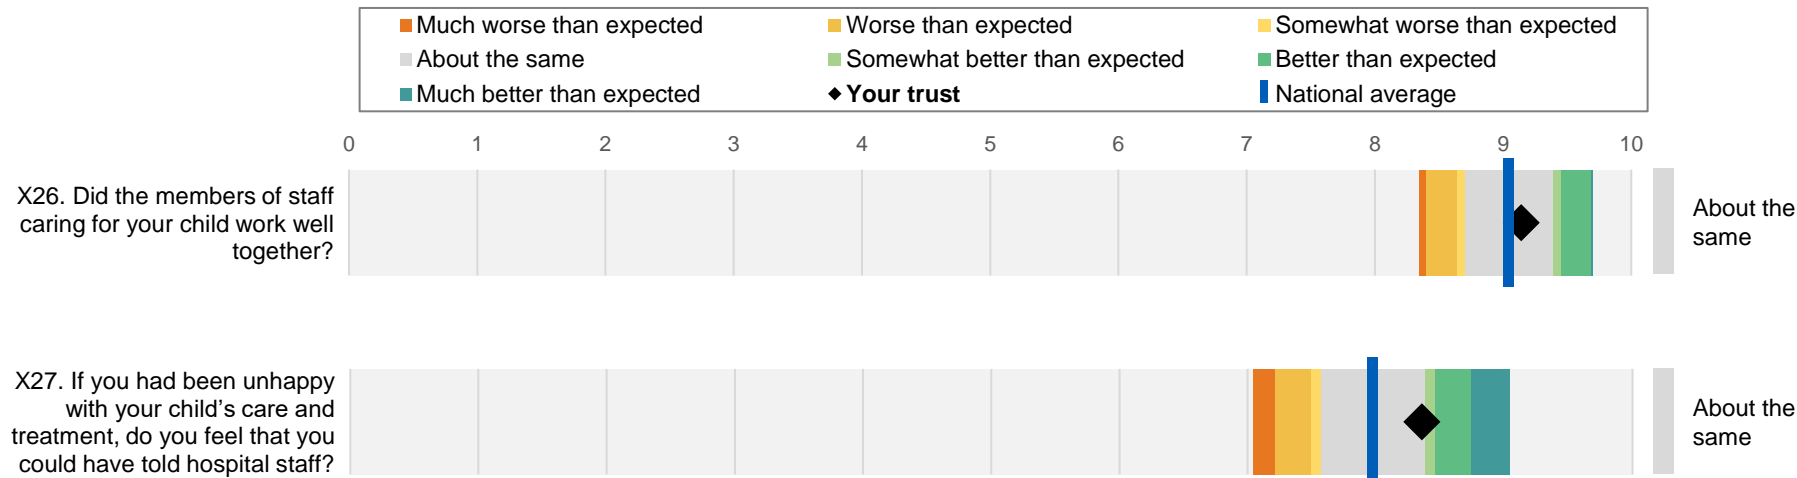 Much worse than expected
Worse than expected
Somewhat worse than expected
About the same
Somewhat better than expected
Better than expected
Much better than expected
Your trust
National average
0 1 2 3 4 5 6 7 8 9 10
X26. Did the members of staff
caring for your child work well
together?
About the
same
X27. If you had been unhappy
with your child’s care and
treatment, do you feel that you
could have told hospital staff?
About the
same